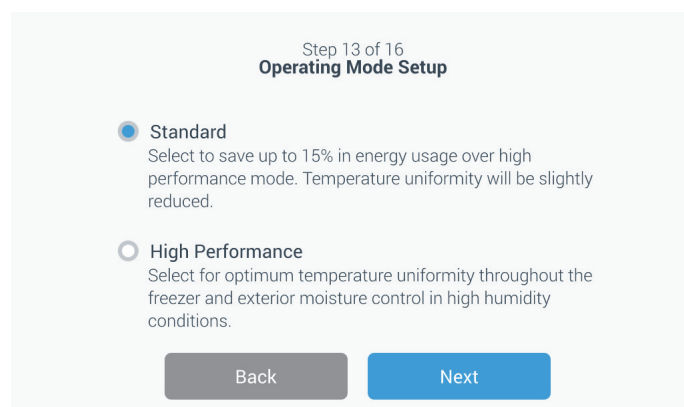 Step 13 of 16
Operating Mode Setup
Standard
Select to save up to 15% in energy usage over high
performance mode. Temperature uniformity will be slightly
reduced.
High Performance
Select for optimum temperature uniformity throughout the
freezer and exterior moisture control in high humidity
conditions.
Back
Next